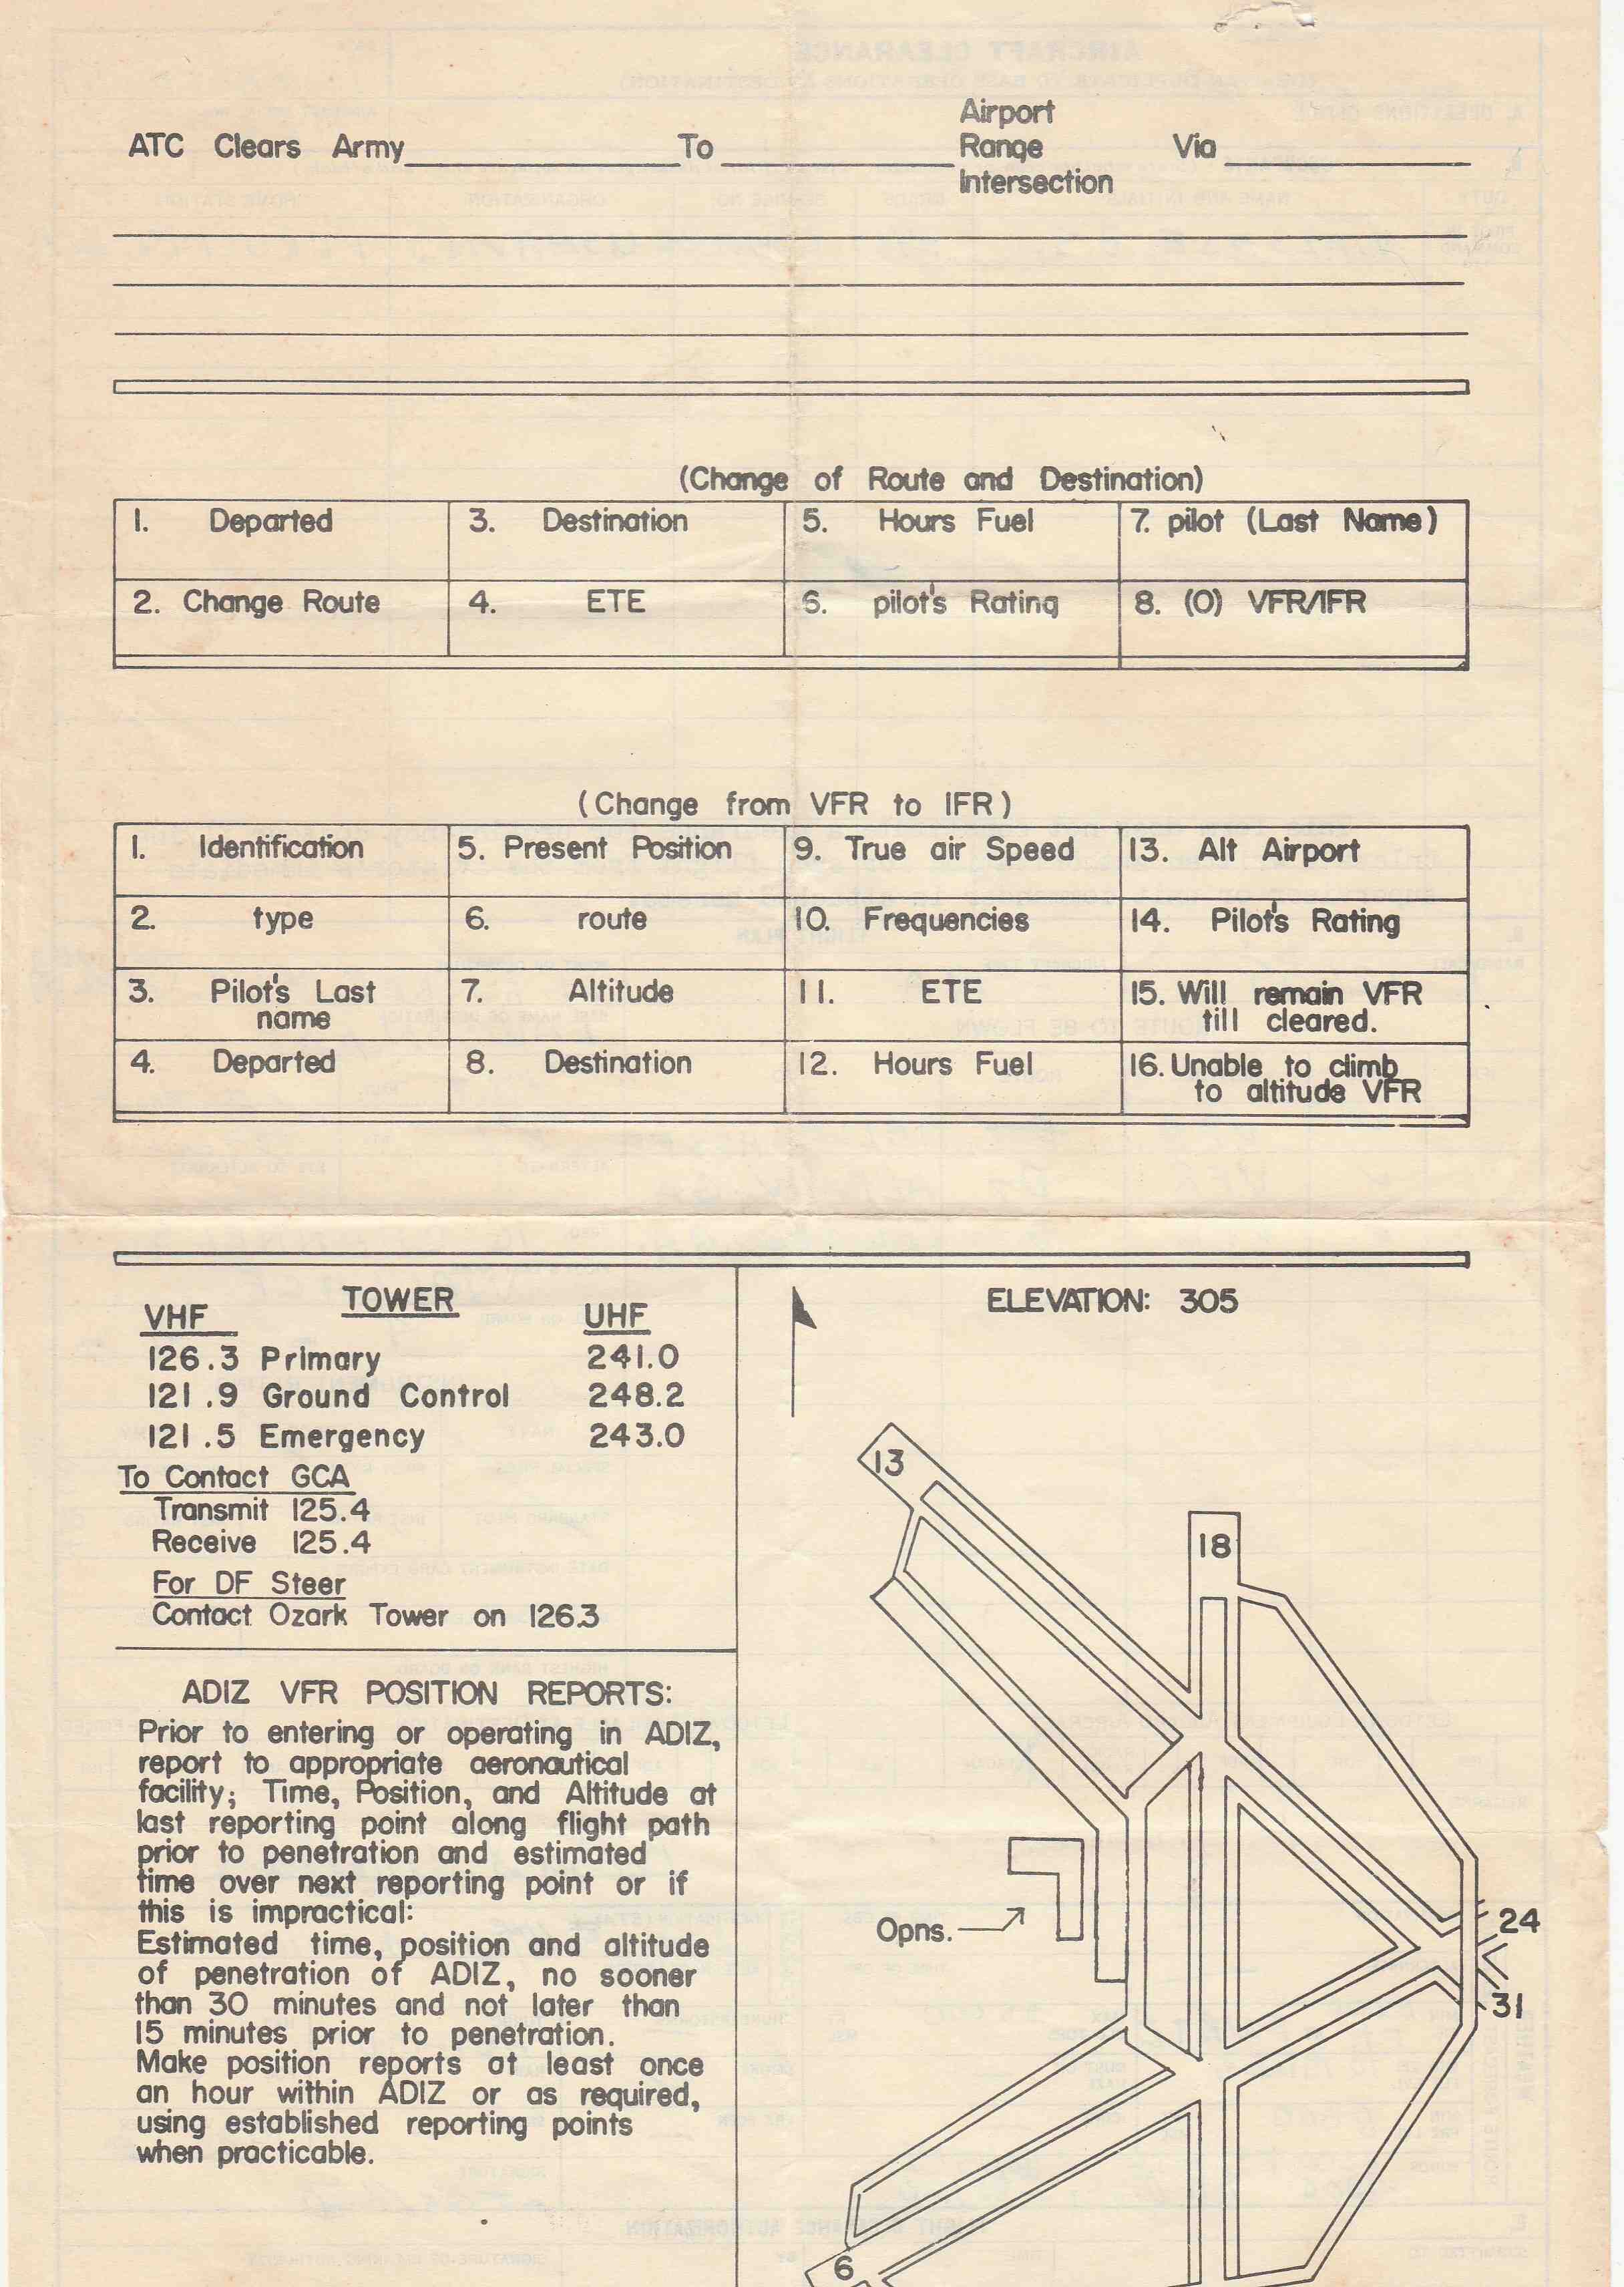 Airport
ATC Clears Army To Range Via
Intersection
(Change of Route and Destination)
1. Departed 3. Destination 5. Hours Fuel 7. pilot (Last Name)
2. Change Route 4. ETE 6. pilot's Rating 8. (O) VFR/IFR
(Change from VFR to IFR)
1. Identification 5. Present Position 9. True air Speed 13. Alt Airport
2. type 6. route 10. Frequencies 14. Pilot's Rating
3. Pilot's Last 7. Altitude 11. ETE 15. Will remain VFR
name till cleared.
4. Departed 8. Destination 12. Hours Fuel 16. Unable to climb
to altitude VFR
TOWER
VHF UHF
126.3 Primary 241.0
121.9 Ground Control 248.2
121.5 Emergency 243.0
To Contact GCA
Transmit 125.4
Receive 125.4
For DF Steer
Contact Ozark Tower on 126.3
ADIZ VFR POSITION REPORTS:
Prior to entering or operating in ADIZ,
report to appropriate aeronautical
facility; Time, Position, and Altitude at
last reporting point along flight path
prior to penetration and estimated
time over next reporting point or if
this is impractical:
Estimated time, position and altitude
of penetration of ADIZ, no sooner
than 30 minutes and not later than
15 minutes prior to penetration.
Make position reports at least once
an hour within ADIZ or as required,
using established reporting points
when practicable.
ELEVATION: 305
13
18
Opns.
24
31
6